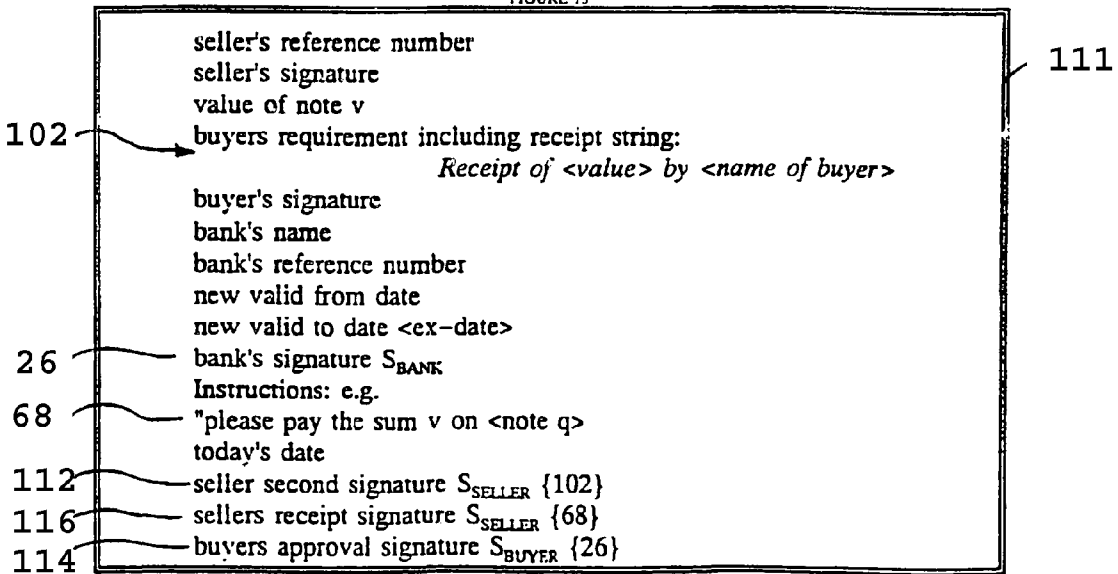 seller's reference number
seller's signature
111
value of note v
102 buyers requirement including receipt string:
Receipt of <value> by <name of buyer>
buyer's signature
bank's name
bank's reference number
new valid from date
new valid to date <ex-date>
26 bank's signature S_BANK
Instructions: e.g.
68 "please pay the sum v on <note q>
today's date
112 seller second signature S_SELLER {102}
116 sellers receipt signature S_SELLER {68}
114 buyers approval signature S_BUYER {26}